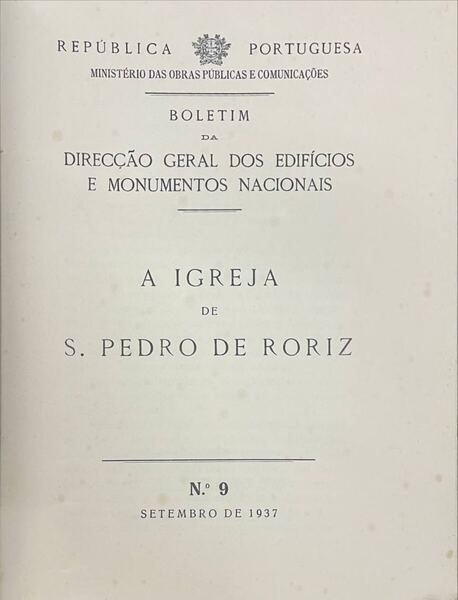 REPÚBLICA PORTUGUESA
MINISTÉRIO DAS OBRAS PÚBLICAS E COMUNICAÇÕES
BOLETIM
DA
DIRECÇÃO GERAL DOS EDIFÍCIOS
E MONUMENTOS NACIONAIS
A IGREJA
DE
S. PEDRO DE RORIZ
N.º 9
SETEMBRO DE 1937